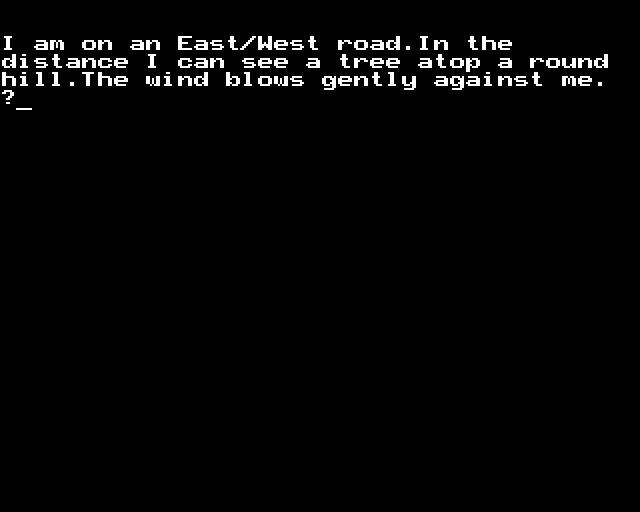 I am on an East/West road.In the
distance I can see a tree atop a round
hill.The wind blows gently against me.
?_